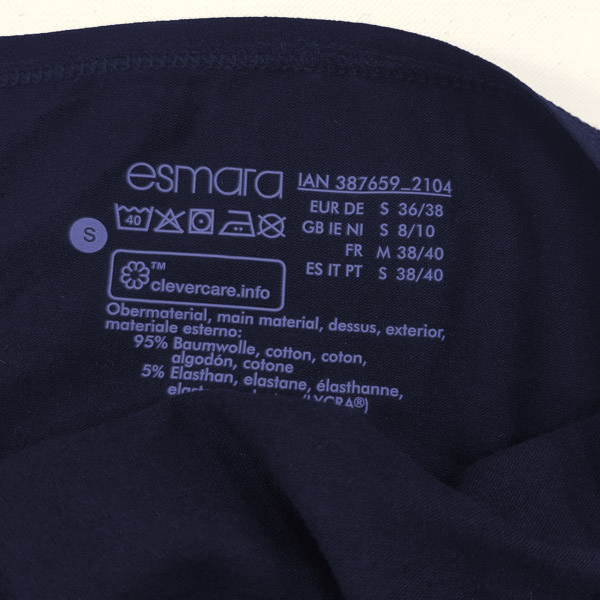 esmara
IAN 387659_2104
40
S
EUR DE S 36/38
GB IE NI S 8/10
FR M 38/40
ES IT PT S 38/40
™
clevercare.info
Obermaterial, main material, dessus, exterior,
materiale esterno:
95% Baumwolle, cotton, coton,
algodón, cotone
5% Elasthan, elastane, élasthanne,
(LYCRA®)